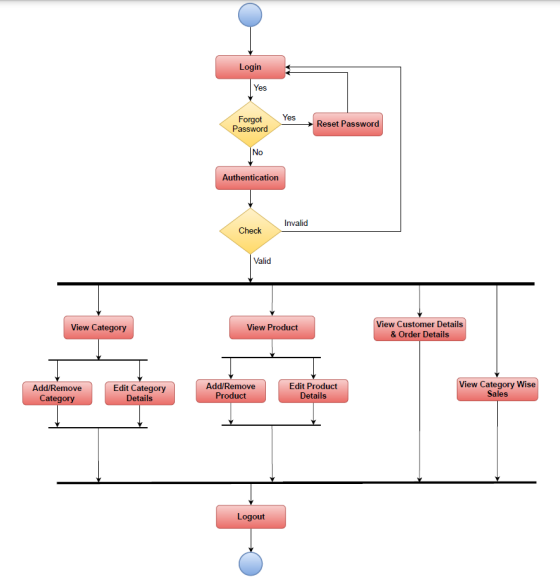 Login
Yes
Forgot
Password
Yes
Reset Password
No
Authentication
Check
Invalid
Valid
View Category
View Product
View Customer Details
& Order Details
Add/Remove
Category
Edit Category
Details
Add/Remove
Product
Edit Product
Details
View Category Wise
Sales
Logout